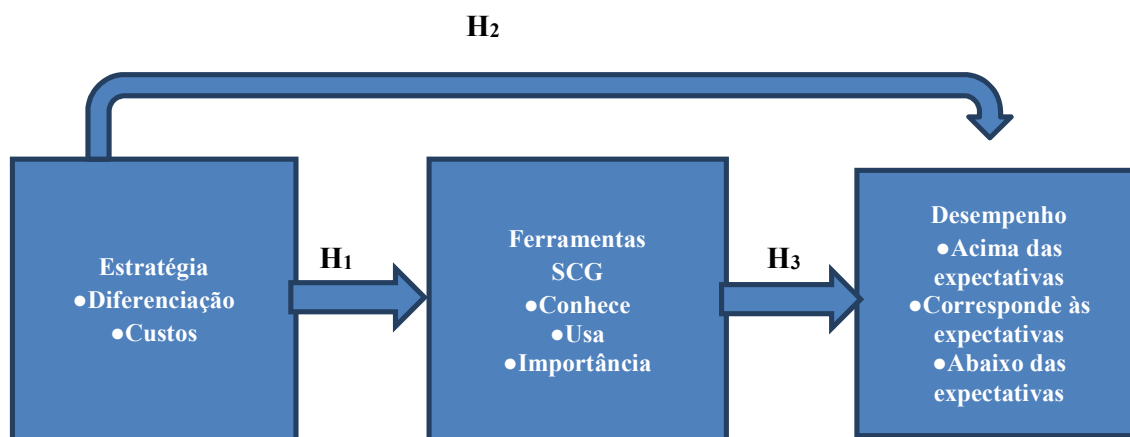 H₂
Estratégia
●Diferenciação
●Custos
H₁
Ferramentas
SCG
●Conhece
●Usa
●Importância
H₃
Desempenho
●Acima das
expectativas
●Corresponde às
expectativas
●Abaixo das
expectativas